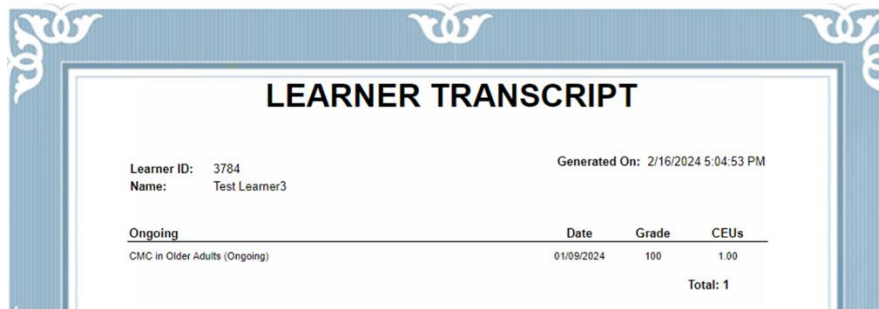 LEARNER TRANSCRIPT
Learner ID: 3784
Generated On: 2/16/2024 5:04:53 PM
Name: Test Learner3
Ongoing Date Grade CEUs
CMC in Older Adults (Ongoing) 01/09/2024 100 1.00
Total: 1